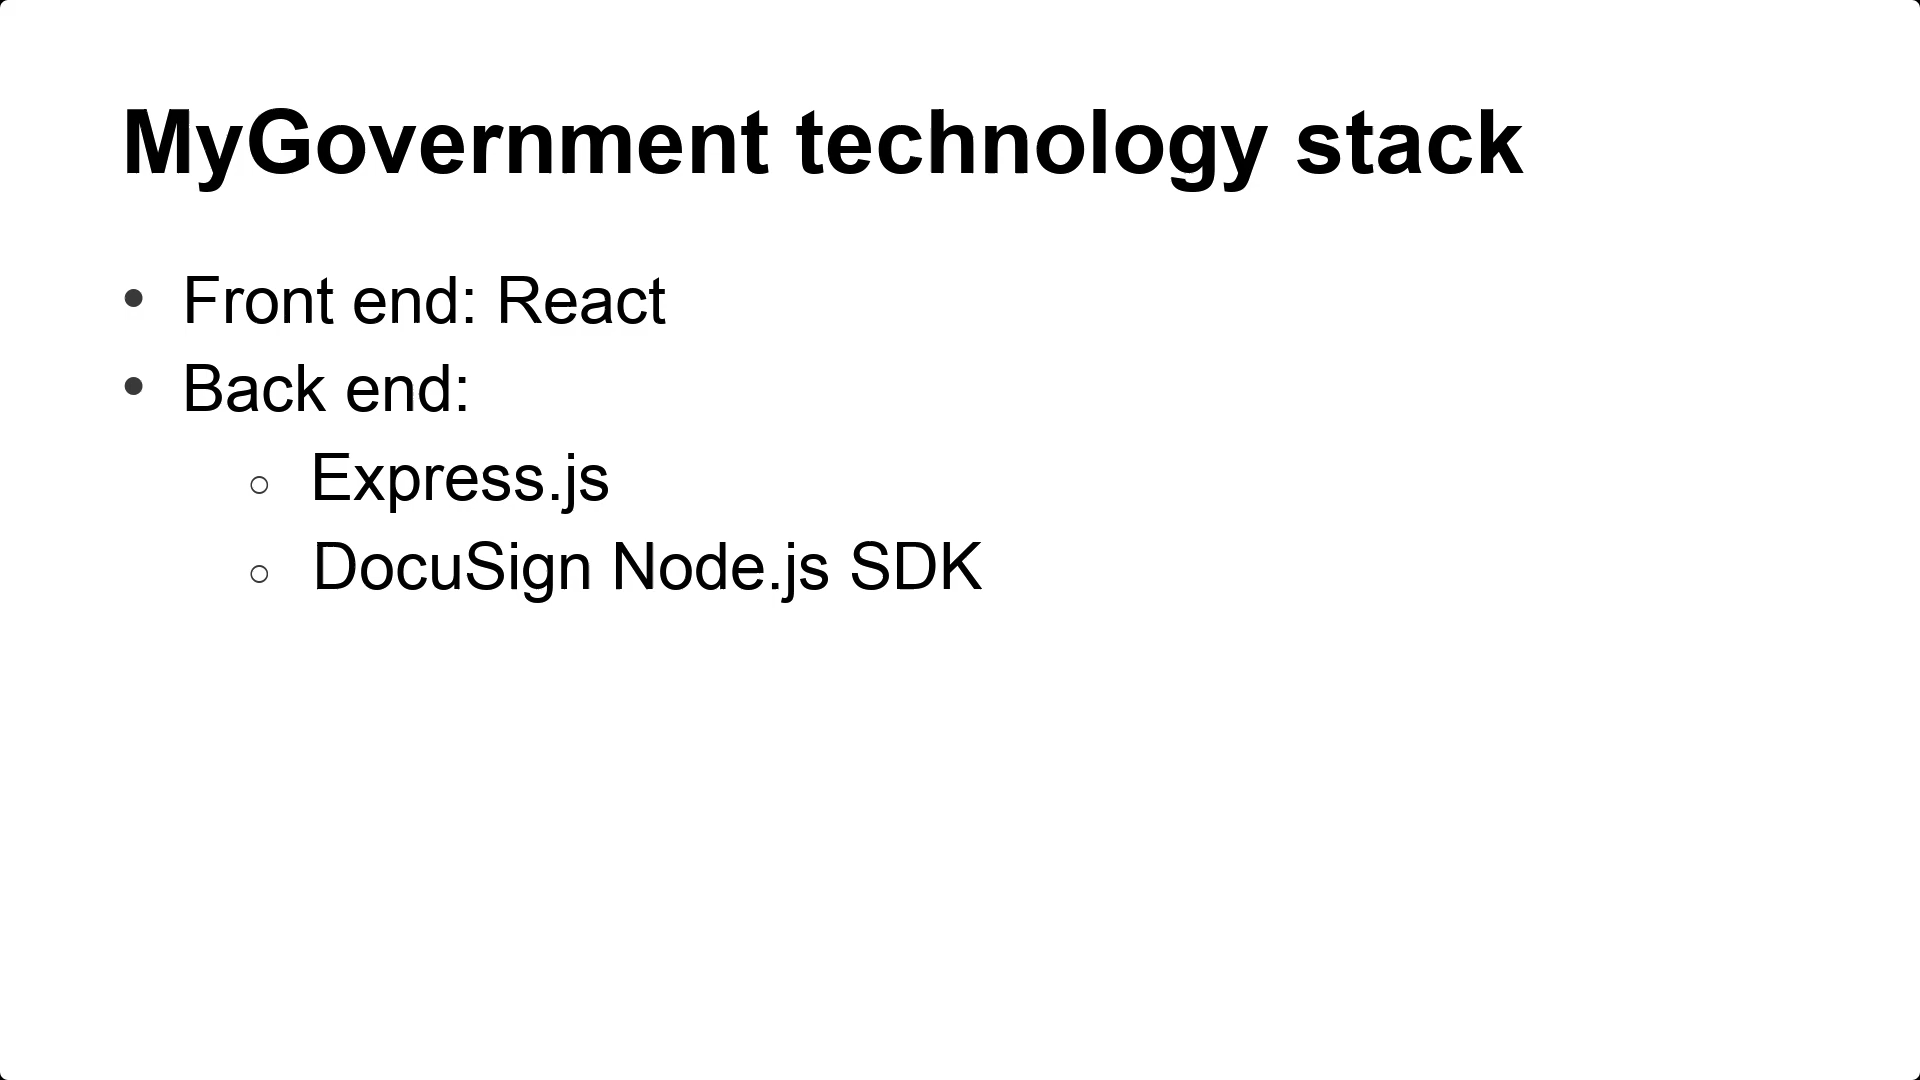 MyGovernment technology stack
• Front end: React
• Back end:
○ Express.js
○ DocuSign Node.js SDK